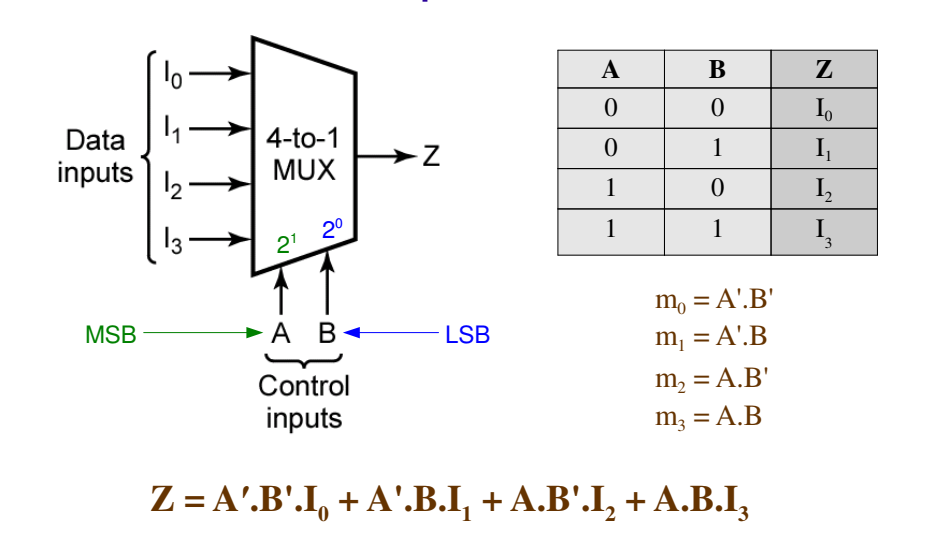 I₀
I₁
I₂
I₃
Data
inputs
4-to-1
MUX
Z
2¹
2⁰
MSB
A
B
LSB
Control
inputs
A B Z
0 0 I₀
0 1 I₁
1 0 I₂
1 1 I₃
m₀ = A'.B'
m₁ = A'.B
m₂ = A.B'
m₃ = A.B
Z = A′.B'.I₀ + A'.B.I₁ + A.B'.I₂ + A.B.I₃